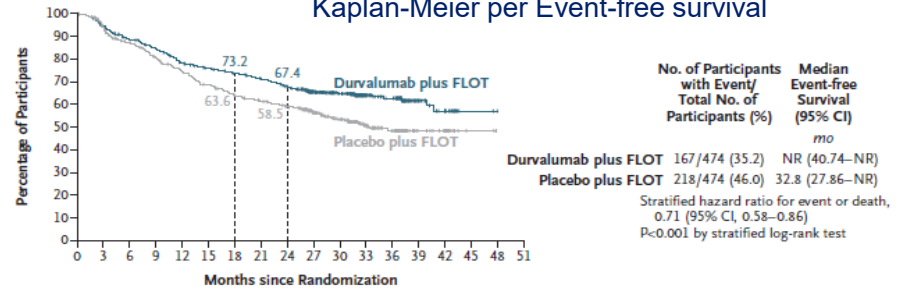 Kaplan-Meier per Event-free survival
Percentage of Participants
100
90
80
70
60
50
40
30
20
10
0
73.2
67.4
63.6
58.5
Durvalumab plus FLOT
Placebo plus FLOT
0 3 6 9 12 15 18 21 24 27 30 33 36 39 42 45 48 51
Months since Randomization
No. of Participants with Event/ Total No. of Participants (%)
Median Event-free Survival (95% CI)
mo
Durvalumab plus FLOT 167/474 (35.2) NR (40.74–NR)
Placebo plus FLOT 218/474 (46.0) 32.8 (27.86–NR)
Stratified hazard ratio for event or death,
0.71 (95% CI, 0.58–0.86)
P<0.001 by stratified log-rank test